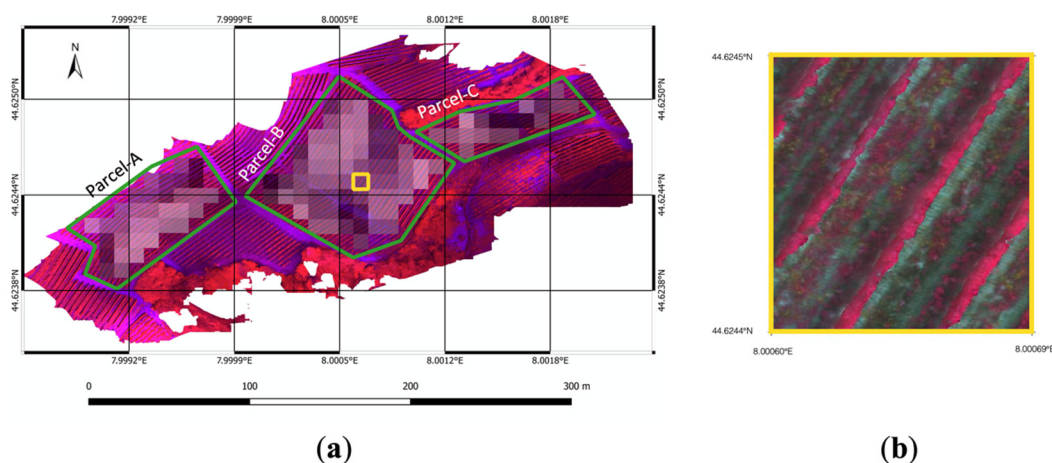 7.9992°E 7.9999°E 8.0005°E 8.0012°E 8.0018°E
N
44.6250°N 44.6250°N
44.6244°N 44.6244°N
44.6238°N 44.6238°N
Parcel-A
Parcel-B
Parcel-C
7.9992°E 7.9999°E 8.0005°E 8.0012°E 8.0018°E
0 100 200 300 m
(a)
44.6245°N
44.6244°N
8.00060°E 8.00069°E
(b)